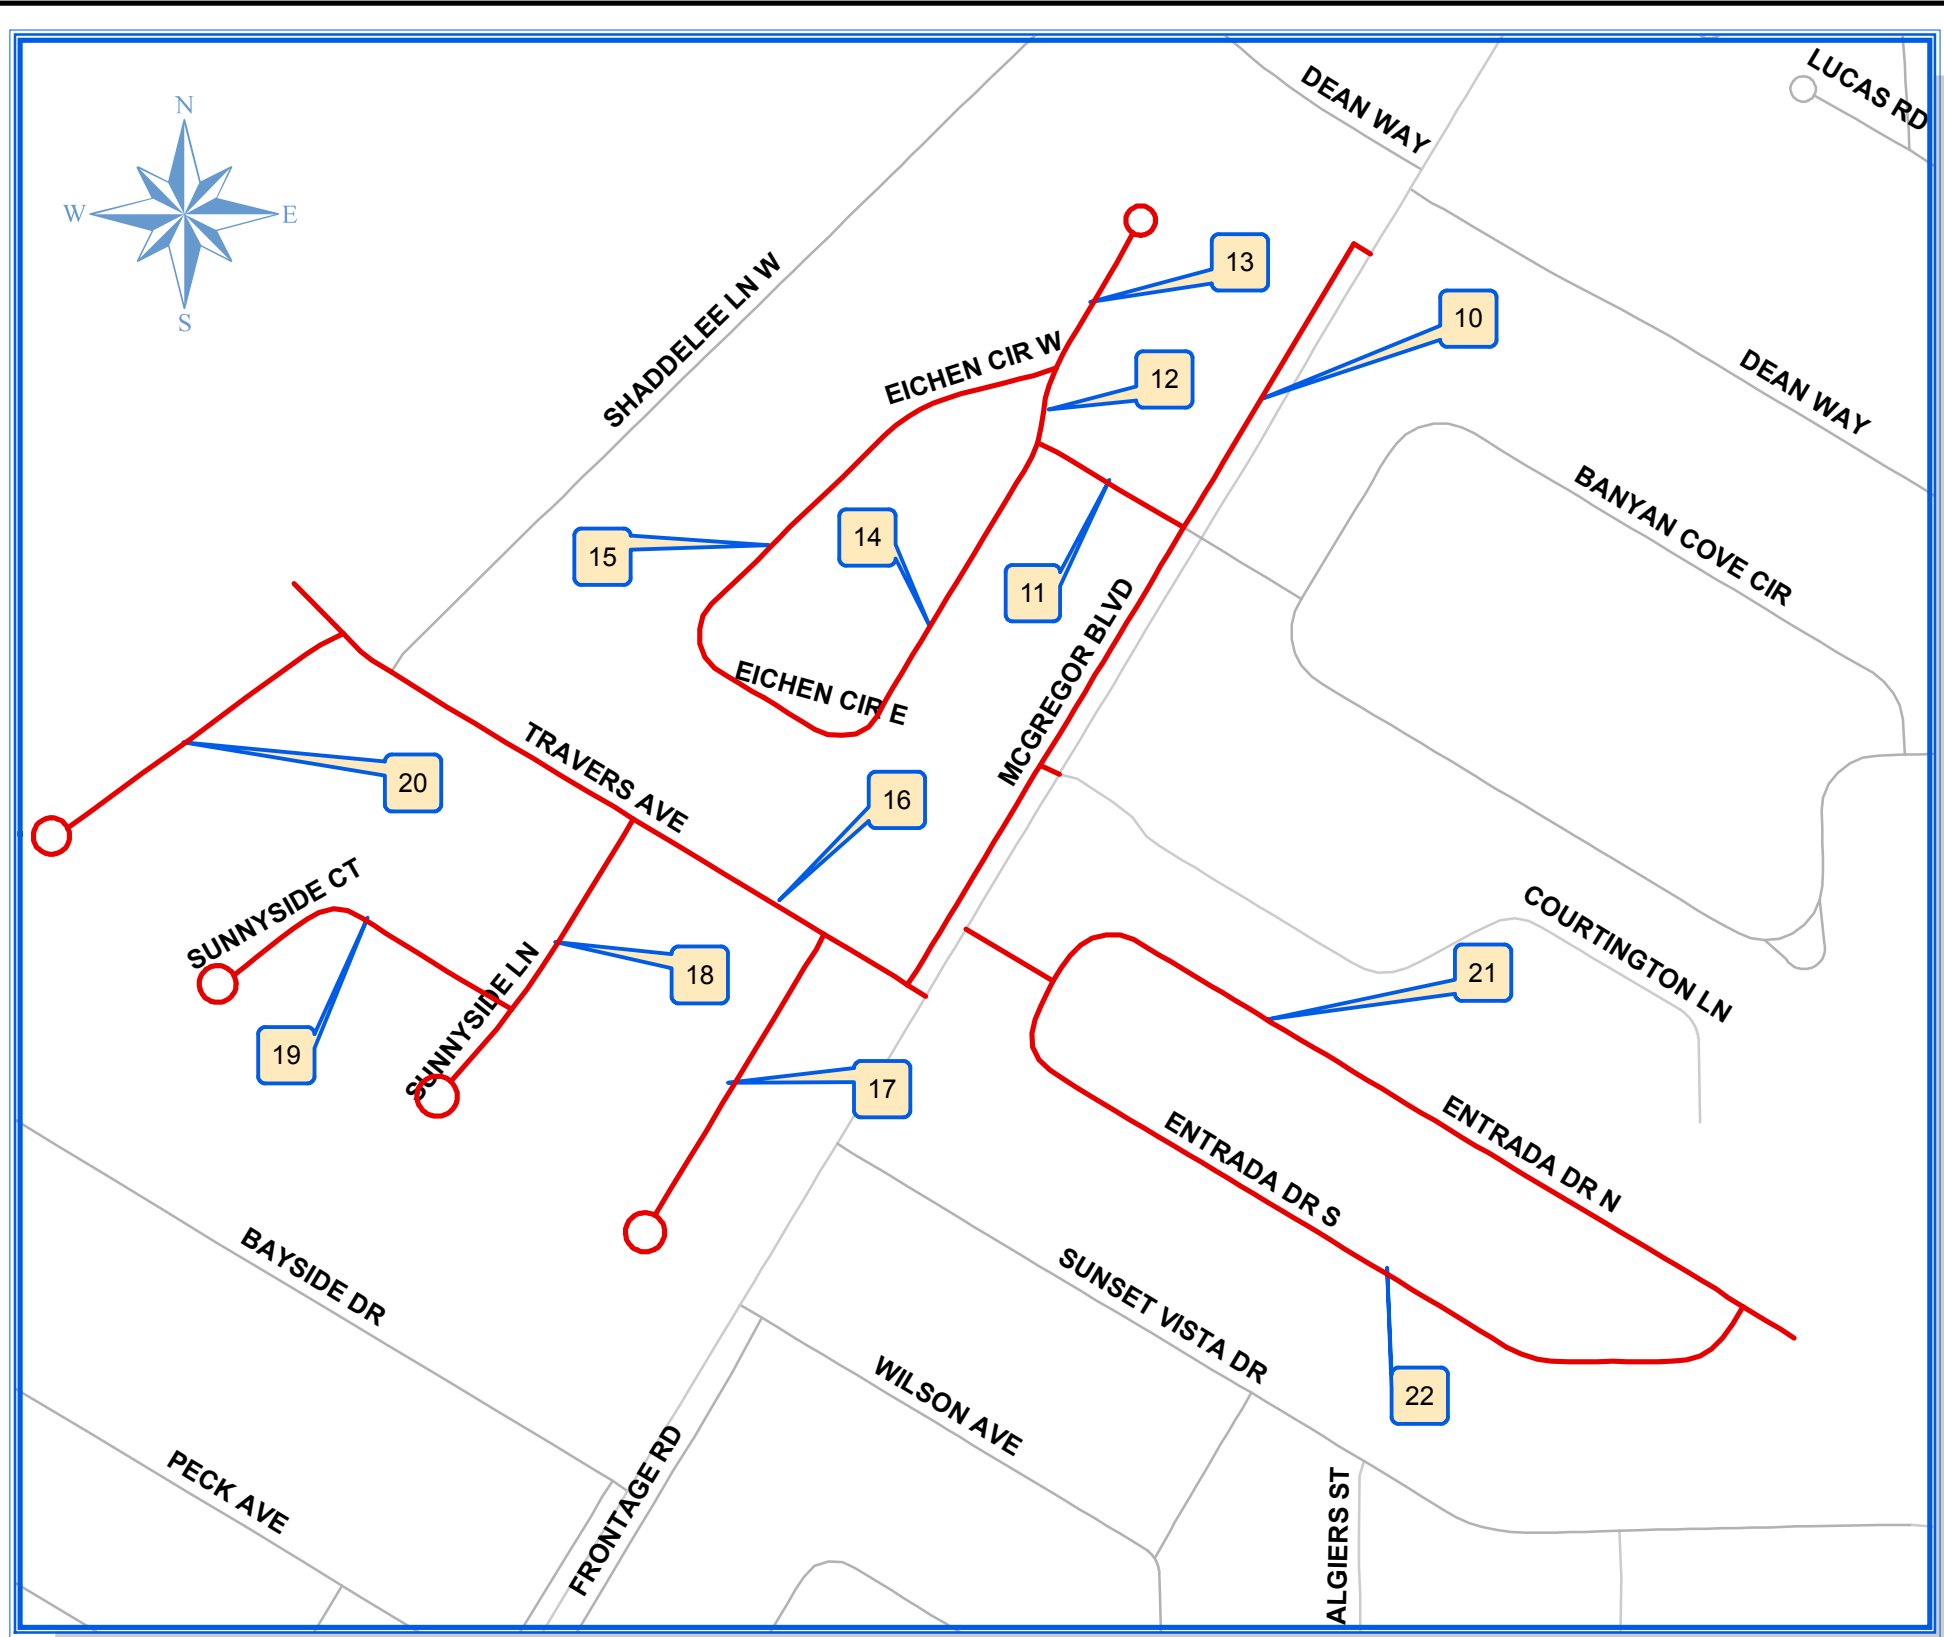 LUCAS RD
DEAN WAY
N
W
E
S
13
SHADDELEE LN W
10
EICHEN CIR W
12
DEAN WAY
BANYAN COVE CIR
14
15
11
MCGREGOR BLVD
EICHEN CIR E
TRAVERS AVE
20
16
SUNNYSIDE CT
COURTINGTON LN
SUNNYSIDE LN
18
21
19
17
ENTRADA DR N
ENTRADA DR S
BAYSIDE DR
SUNSET VISTA DR
22
WILSON AVE
PECK AVE
FRONTAGE RD
ALGIERS ST